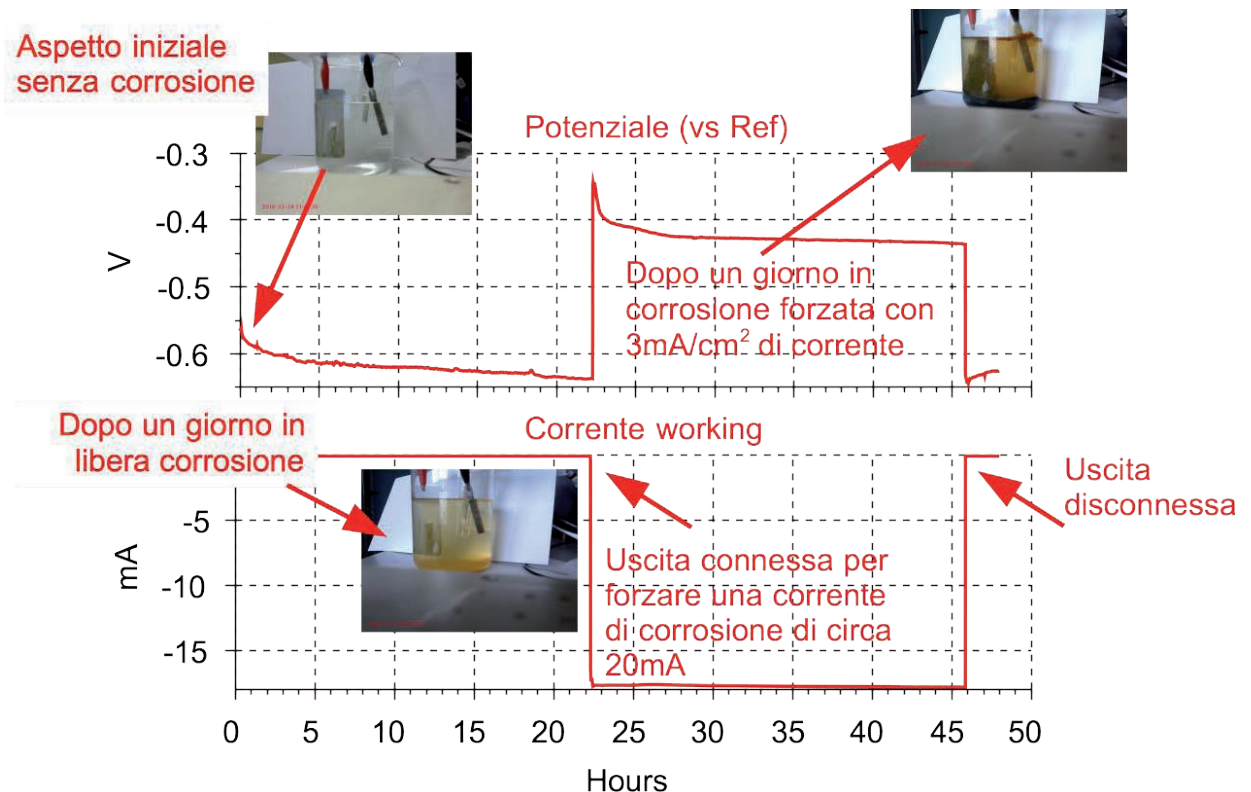 Aspetto iniziale
senza corrosione
Potenziale (vs Ref)
-0.3
-0.4
-0.5
-0.6
V
Dopo un giorno in
corrosione forzata con
3mA/cm² di corrente
Dopo un giorno in
libera corrosione
Corrente working
Uscita
disconnessa
-5
-10
-15
mA
Uscita connessa per
forzare una corrente
di corrosione di circa
20mA
0 5 10 15 20 25 30 35 40 45 50
Hours